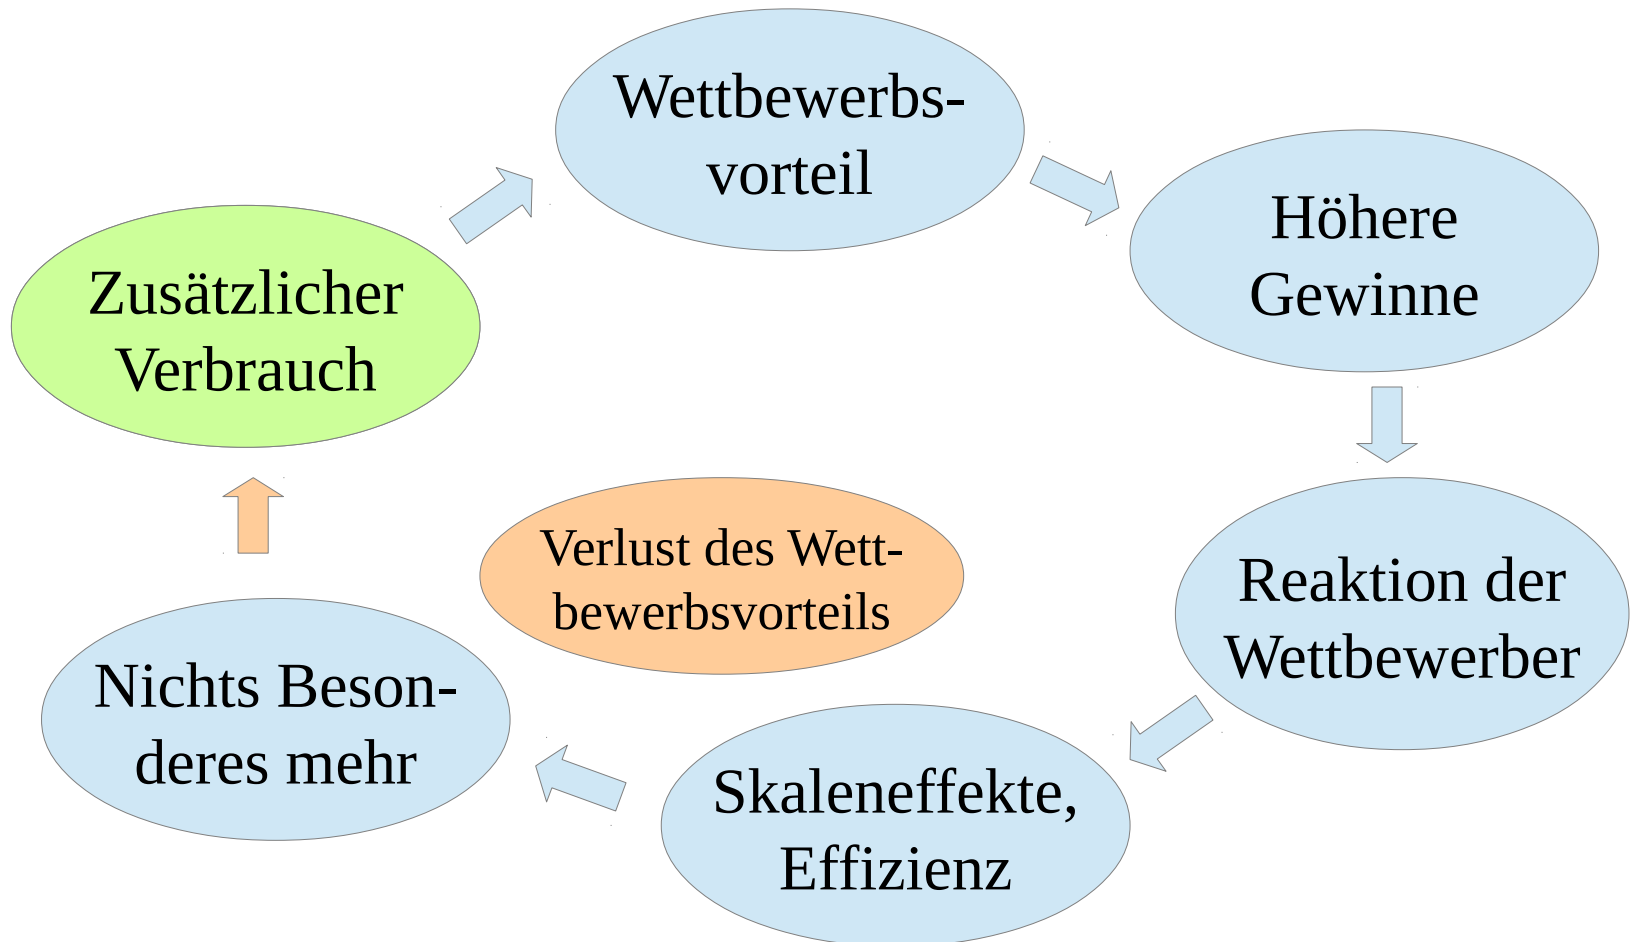 Wettbewerbs-
vorteil
Höhere
Gewinne
Zusätzlicher
Verbrauch
Verlust des Wett-
bewerbsvorteils
Reaktion der
Wettbewerber
Nichts Beson-
deres mehr
Skaleneffekte,
Effizienz